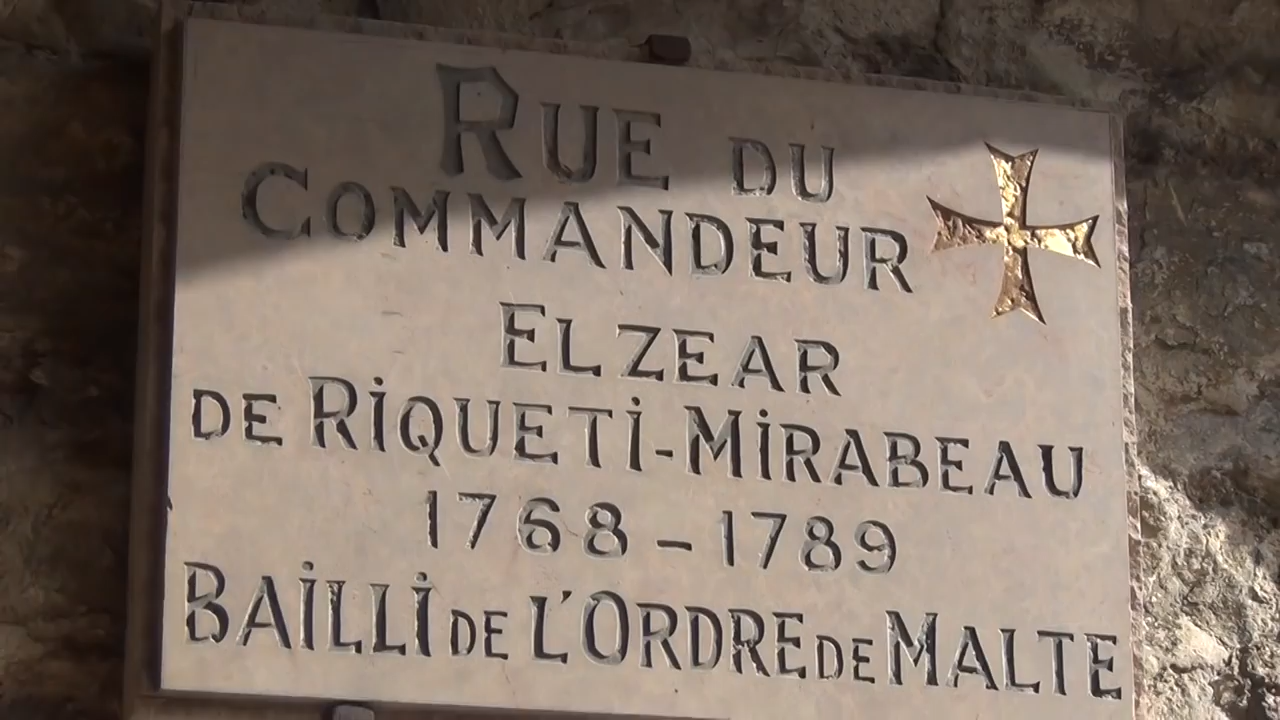 RUE DU
COMMANDEUR
ELZEAR
DE RIQUETI-MIRABEAU
1768-1789
BAILLI DE L'ORDRE DE MALTE